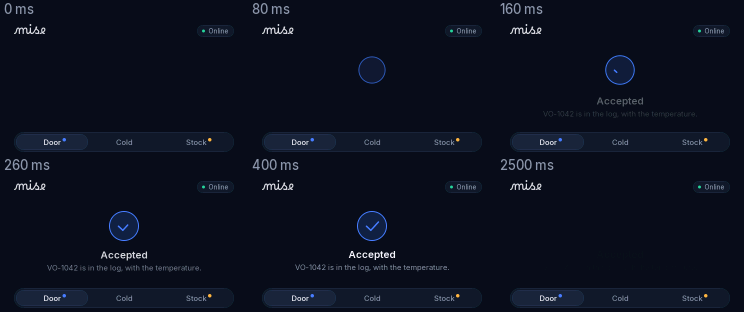 0 ms
mise
Online
Door
Cold
Stock
80 ms
mise
Online
Door
Cold
Stock
160 ms
mise
Online
Accepted
VO-1042 is in the log, with the temperature.
Door
Cold
Stock
260 ms
mise
Online
Accepted
VO-1042 is in the log, with the temperature.
Door
Cold
Stock
400 ms
mise
Online
Accepted
VO-1042 is in the log, with the temperature.
Door
Cold
Stock
2500 ms
mise
Online
Door
Cold
Stock